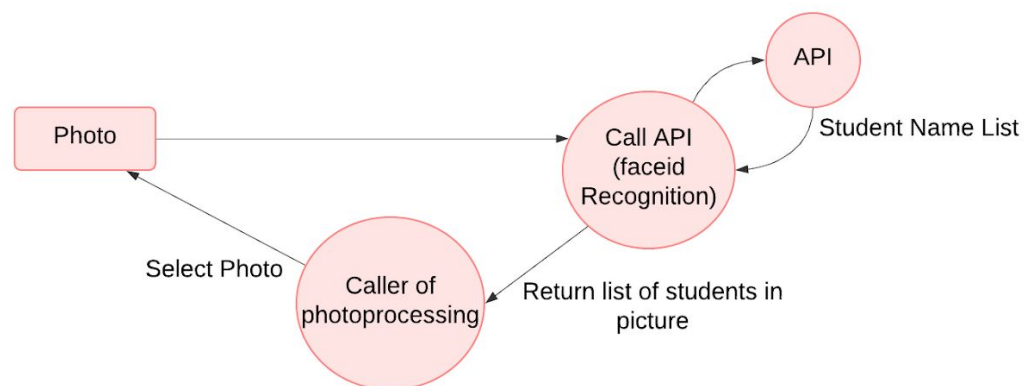 API
Photo
Call API
(faceid
Recognition)
Student Name List
Select Photo
Caller of
photoprocessing
Return list of students in
picture